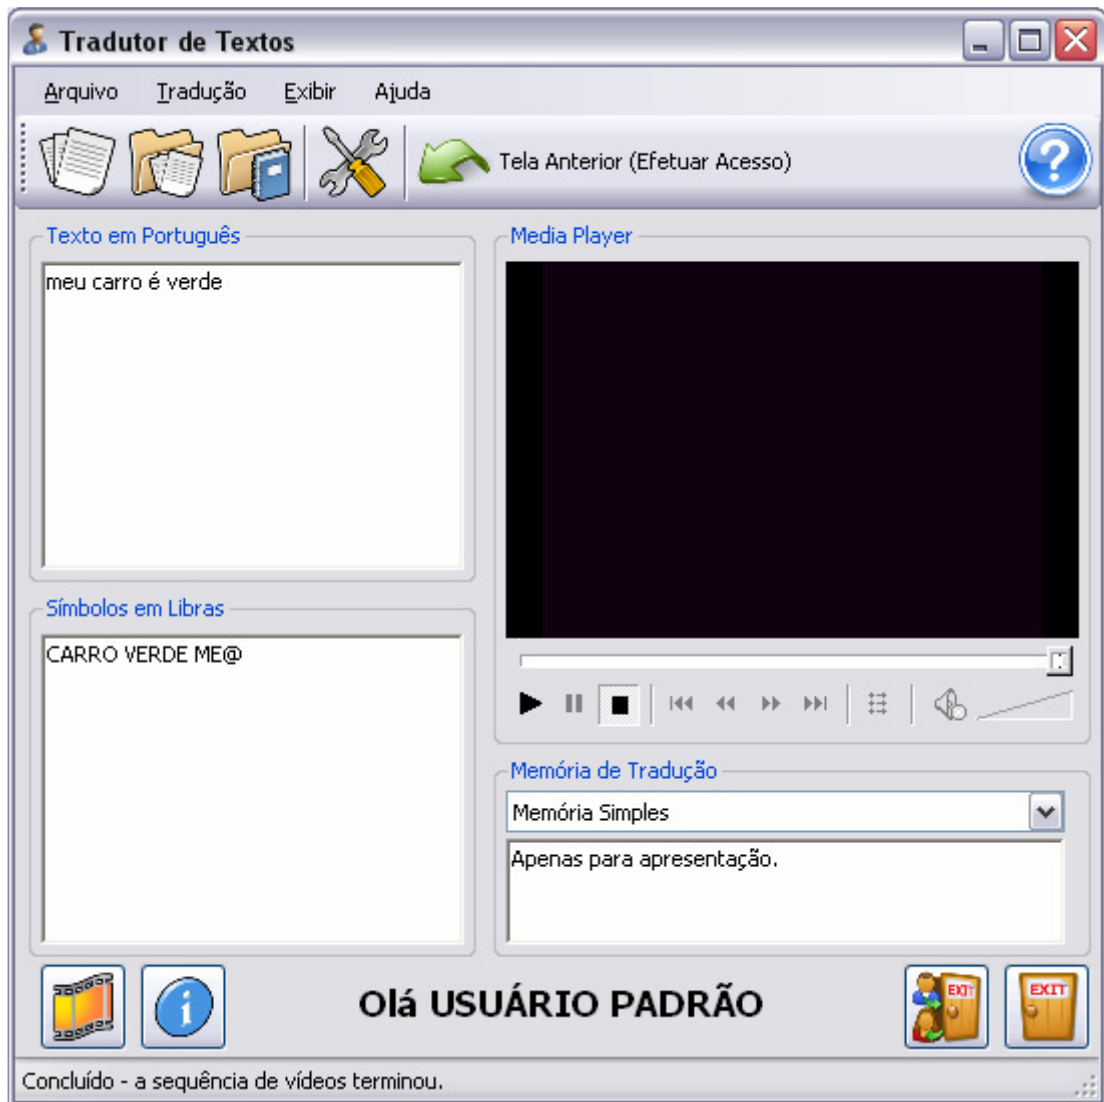 Tradutor de Textos
Arquivo Tradução Exibir Ajuda
Tela Anterior (Efetuar Acesso)
Texto em Português
meu carro é verde
Símbolos em Libras
CARRO VERDE ME@
Media Player
Memória de Tradução
Memória Simples
Apenas para apresentação.
Olá USUÁRIO PADRÃO
EXIT
EXIT
Concluído - a sequência de vídeos terminou.